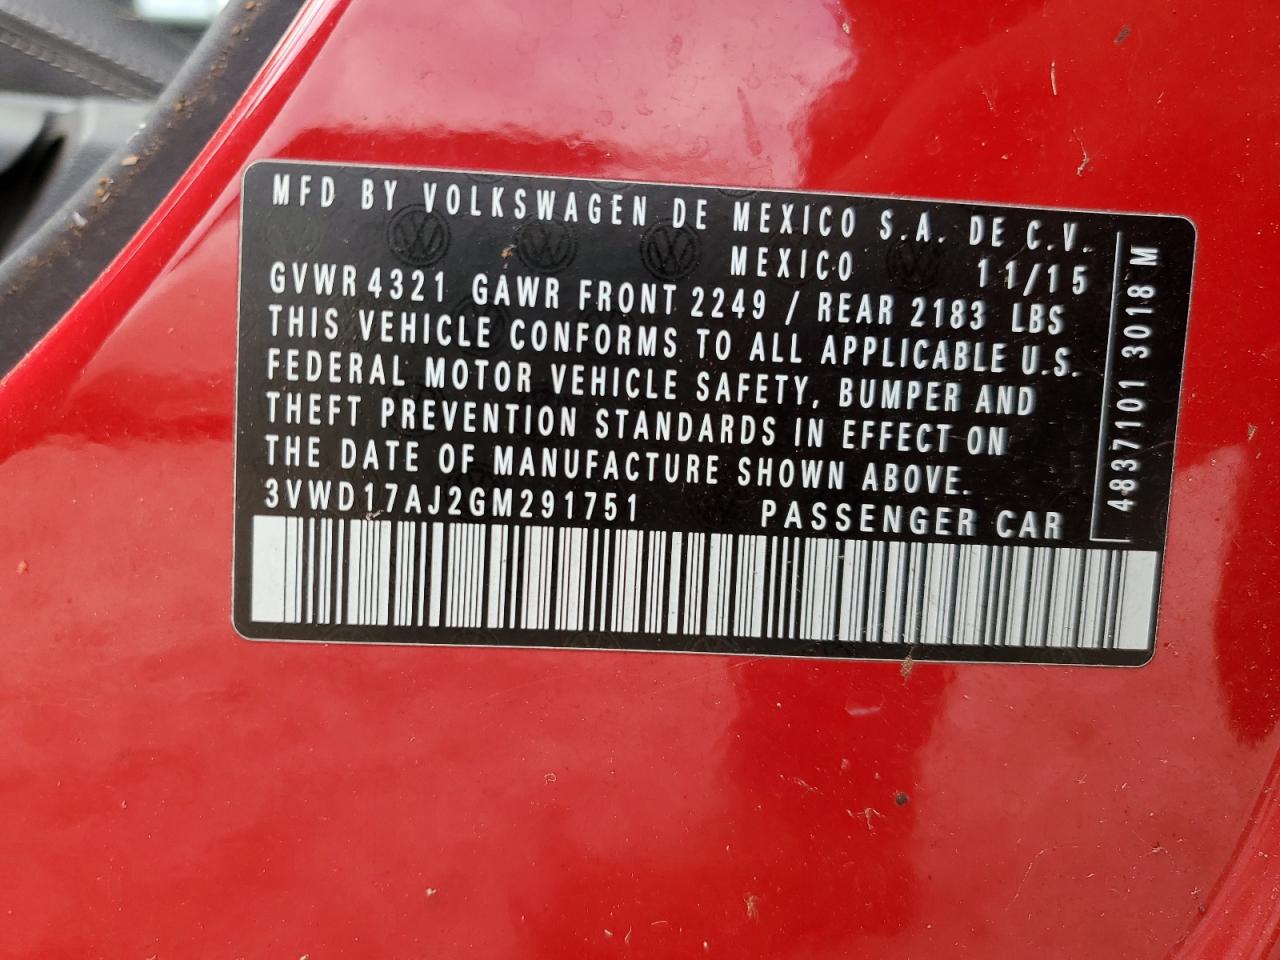 MFD BY VOLKSWAGEN DE MEXICO S.A. DE C.V.
MEXICO 11/15
GVWR 4321 GAWR FRONT 2249 / REAR 2183 LBS
THIS VEHICLE CONFORMS TO ALL APPLICABLE U.S.
FEDERAL MOTOR VEHICLE SAFETY, BUMPER AND
THEFT PREVENTION STANDARDS IN EFFECT ON
THE DATE OF MANUFACTURE SHOWN ABOVE.
3VWD17AJ2GM291751 PASSENGER CAR
4837101 3018 M